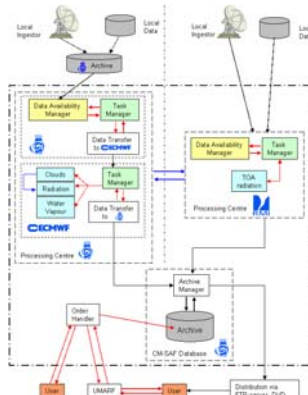 Local
Ingestor
Local
Data
Local
Ingestor
Local
Data
Archive
Data Availability
Manager
Task
Manager
Data Transfer
to ECMWF
Clouds
Radiation
Water
Vapour
Task
Manager
Data Transfer
to
ECMWF
Processing Centre
Data Availability
Manager
Task
Manager
TOA
radiation
Processing Centre
Archive
Manager
Archive
CM-SAF Database
Order
Handler
User
UMARF
User
Distribution via